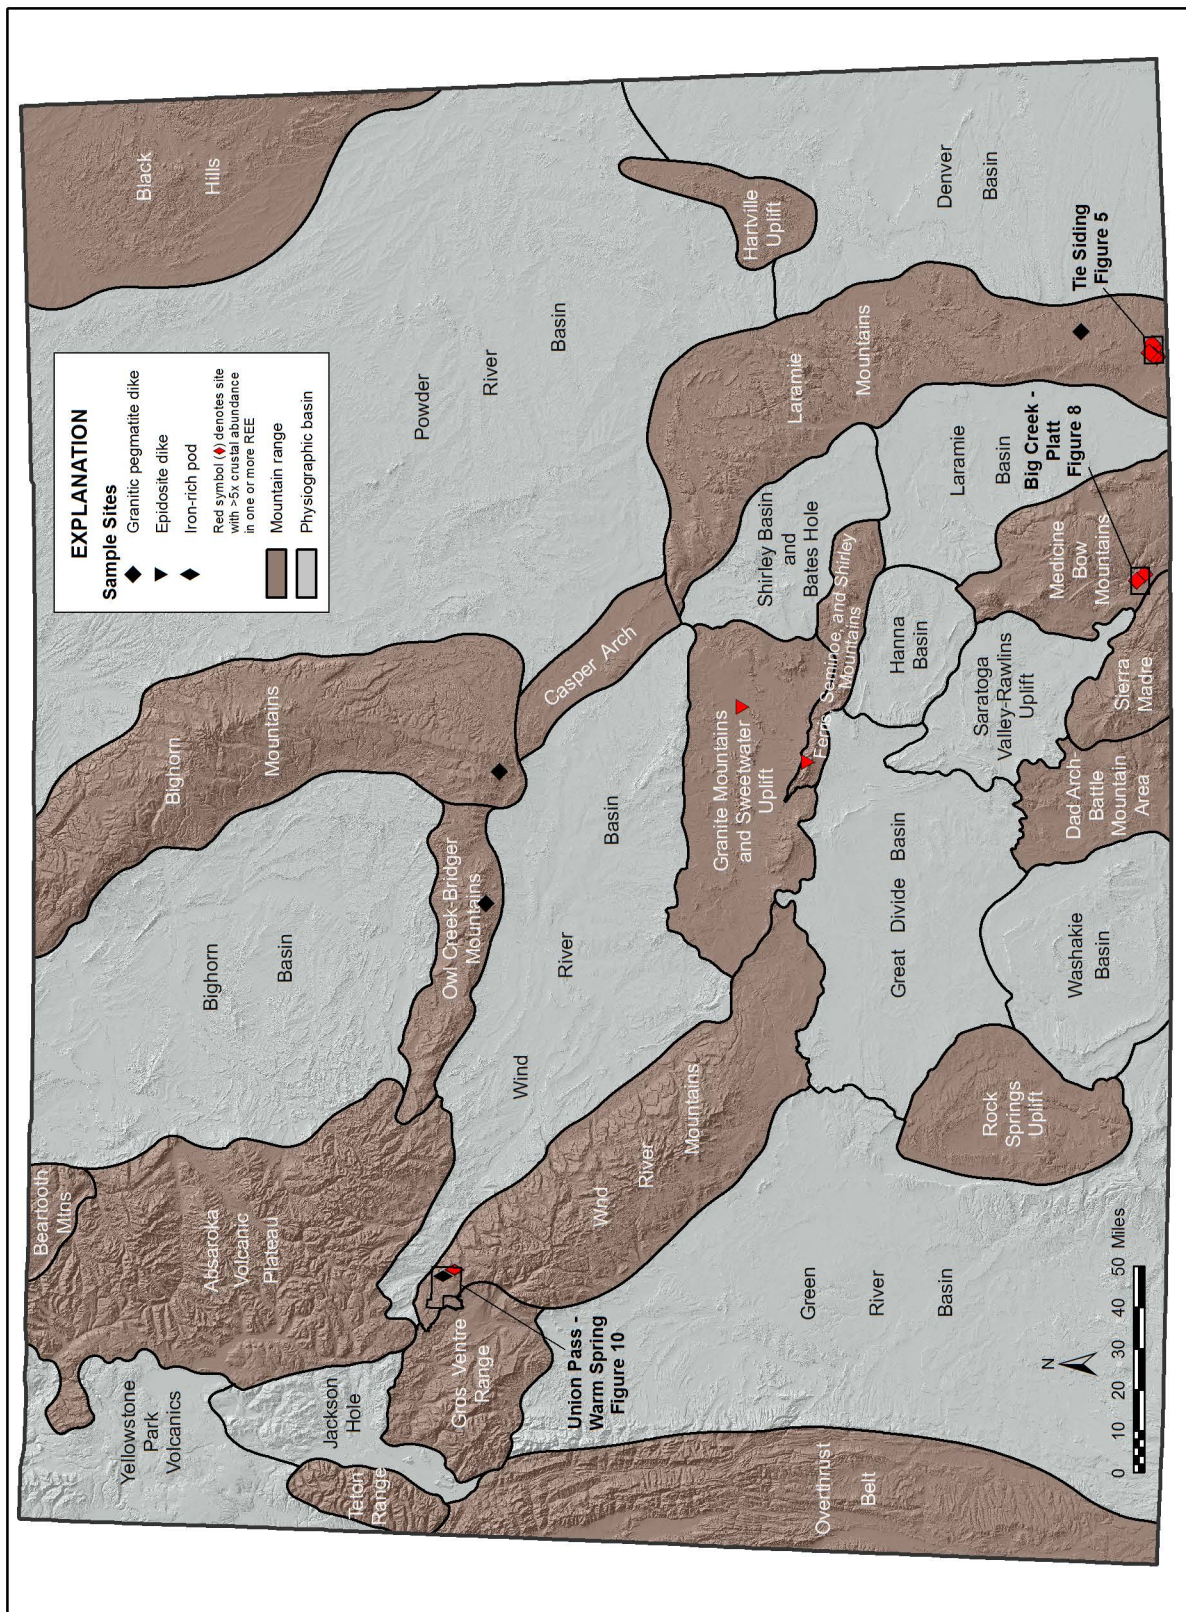 EXPLANATION
Sample Sites
Granitic pegmatite dike
Epidosite dike
Iron-rich pod
Red symbol (♦) denotes site
with >5x crustal abundance
in one or more REE
Mountain range
Physiographic basin
Yellowstone
Park
Volcanics
Beartooth
Mtns
Absaroka
Volcanic
Plateau
Bighorn
Basin
Bighorn
Mountains
Black
Hills
Powder
River
Basin
Teton
Range
Jackson
Hole
Gros Ventre
Range
Owl Creek-Bridger
Mountains
Casper Arch
Wind
River
Basin
Union Pass -
Warm Spring
Figure 10
Wind
River
Mountains
Granite Mountains
and Sweetwater
Uplift
Ferris, Seminoe, and Shirley
Mountains
Shirley Basin
and
Bates Hole
Laramie
Mountains
Hartville
Uplift
Denver
Basin
Overthrust
Belt
Green
River
Basin
Great Divide Basin
Hanna
Basin
Laramie
Basin
Rock
Springs
Uplift
Washakie
Basin
Saratoga
Valley-Rawlins
Uplift
Dad Arch-
Battle
Mountain
Area
Sierra
Madre
Medicine
Bow
Mountains
Big Creek -
Platt
Figure 8
Tie Siding
Figure 5
N
0 10 20 30 40 50 Miles